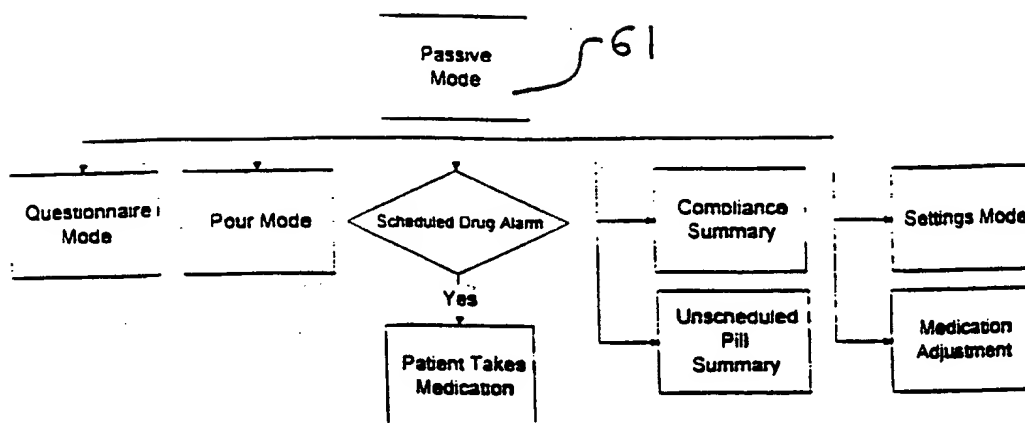 Passive
Mode
61
Questionnaire
Mode
Pour Mode
Scheduled Drug Alarm
Compliance
Summary
Settings Mode
Yes
Patient Takes
Medication
Unscheduled
Pill
Summary
Medication
Adjustment